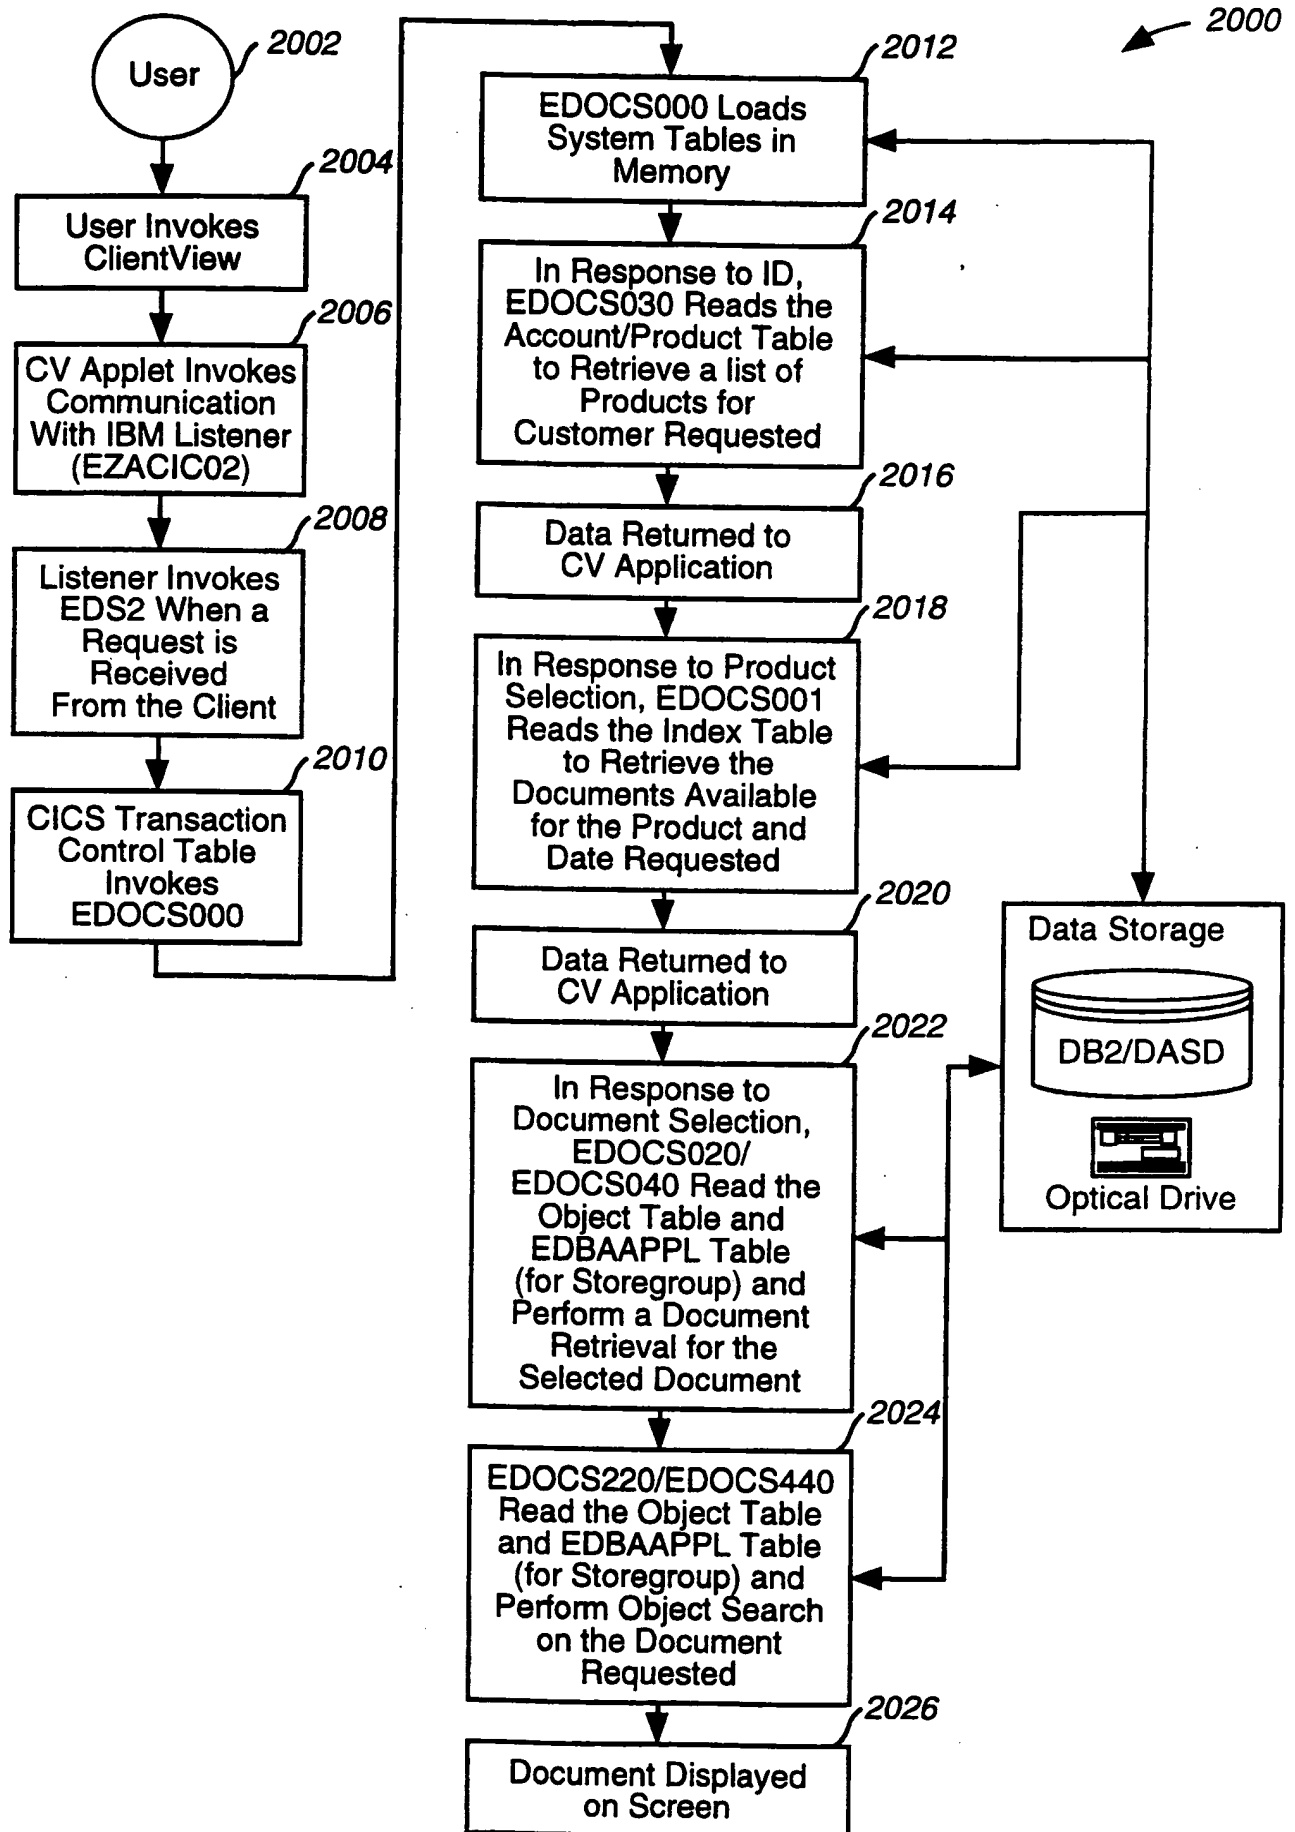 2000
2002
User
2004
User Invokes
ClientView
2006
CV Applet Invokes
Communication
With IBM Listener
(EZACIC02)
2008
Listener Invokes
EDS2 When a
Request is
Received
From the Client
2010
CICS Transaction
Control Table
Invokes
EDOCS000
2012
EDOCS000 Loads
System Tables in
Memory
2014
In Response to ID,
EDOCS030 Reads the
Account/Product Table
to Retrieve a list of
Products for
Customer Requested
2016
Data Returned to
CV Application
2018
In Response to Product
Selection, EDOCS001
Reads the Index Table
to Retrieve the
Documents Available
for the Product and
Date Requested
2020
Data Returned to
CV Application
2022
In Response to
Document Selection,
EDOCS020/
EDOCS040 Read the
Object Table and
EDBAAPPL Table
(for Storegroup) and
Perform a Document
Retrieval for the
Selected Document
2024
EDOCS220/EDOCS440
Read the Object Table
and EDBAAPPL Table
(for Storegroup) and
Perform Object Search
on the Document
Requested
2026
Document Displayed
on Screen
Data Storage
DB2/DASD
Optical Drive